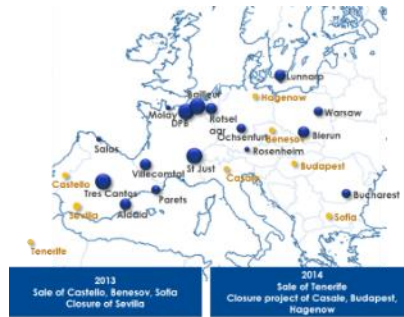 Lunnarp
Bailleul
Hagenow
Molay
DPB
Rotsel
aar
Warsaw
Ochsenfurt
Benesov
Bierun
Rosenheim
Salas
St Just
Budapest
Villecomtal
Casale
Castello
Tres Cantos
Parets
Bucharest
Aldaia
Sevilla
Sofia
Tenerife
2013
Sale of Castello, Benesov, Sofia
Closure of Sevilla
2014
Sale of Tenerife
Closure project of Casale, Budapest,
Hagenow